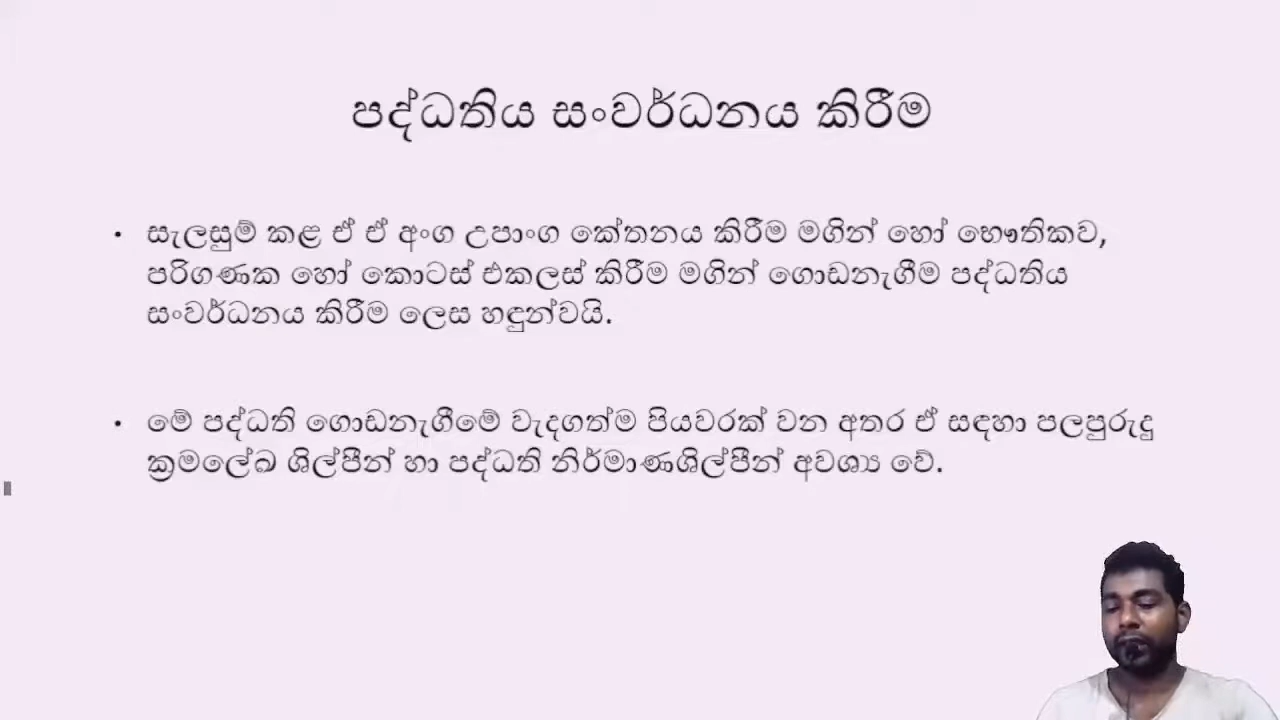 පද්ධතිය සංවර්ධනය කිරීම
• සැලසුම් කළ ඒ ඒ අංග උපාංග කේතනය කිරීම මගින් හෝ භෞතිකව,
පරිගණක හෝ කොටස් එකලස් කිරීම මගින් ගොඩනැගීම පද්ධතිය
සංවර්ධනය කිරීම ලෙස හඳුන්වයි.
• මේ පද්ධති ගොඩනැගීමේ වැදගත්ම පියවරක් වන අතර ඒ සඳහා පලපුරුදු
ක්‍රමලේඛ ශිල්පීන් හා පද්ධති නිර්මාණශිල්පීන් අවශ්‍ය වේ.